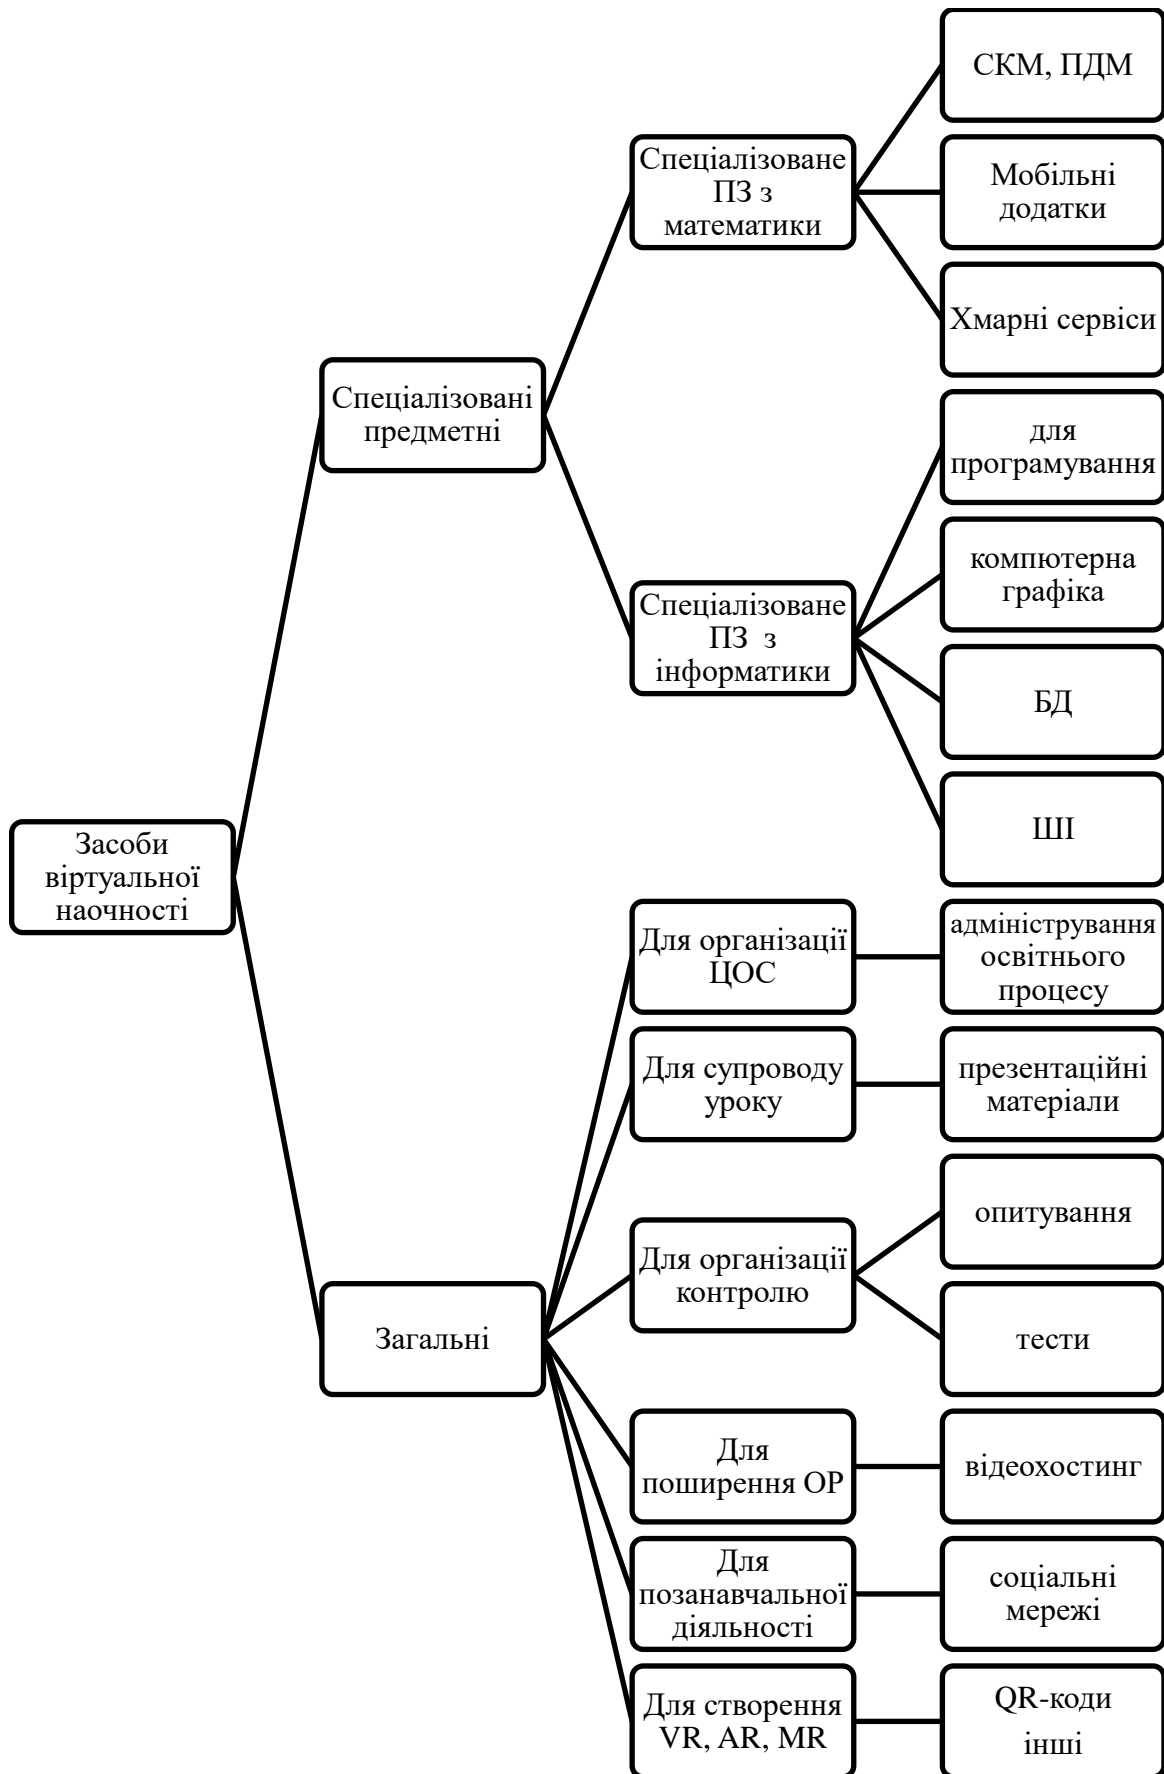 Засоби
віртуальної
наочності
Спеціалізовані
предметні
Спеціалізоване
ПЗ з
математики
СКМ, ПДМ
Мобільні
додатки
Хмарні сервіси
Спеціалізоване
ПЗ з
інформатики
для
програмування
компютерна
графіка
БД
ШІ
Загальні
Для організації
ЦОС
адміністрування
освітнього
процесу
Для супроводу
уроку
презентаційні
матеріали
Для організації
контролю
опитування
тести
Для
поширення ОР
відеохостинг
Для
позанавчальної
діяльності
соціальні
мережі
Для створення
VR, AR, MR
QR-коди
інші